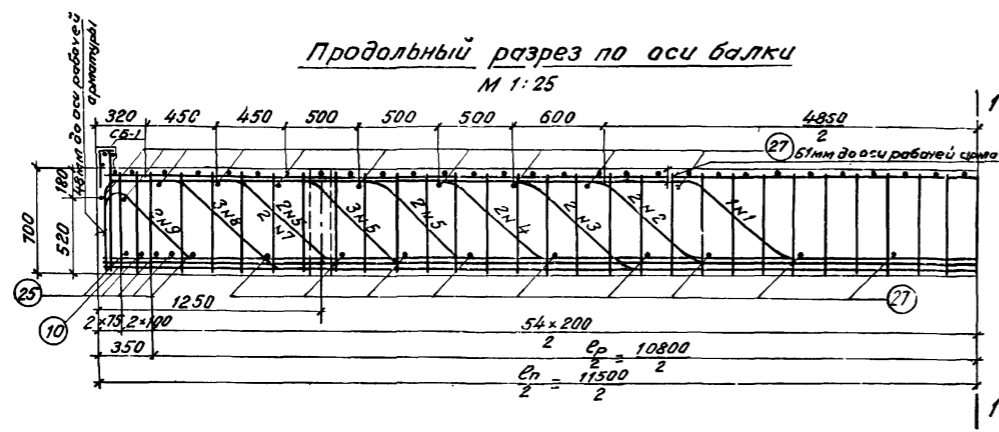 Продольный разрез по оси балки
М 1:25
48мм до оси рабочей
арматуры
320 450 450 500 500 500 600 4850/2
СБ-1
27
51мм до оси рабочей арма
1
700
180
520
2N9
3N8
2N5
2N7
3N6
2N5
2N4
2N3
2N2
1N1
25
10
27
1250
2×75 2×100
54×200/2
350
ℓр/2 = 10800/2
ℓп/2 = 11500/2
1